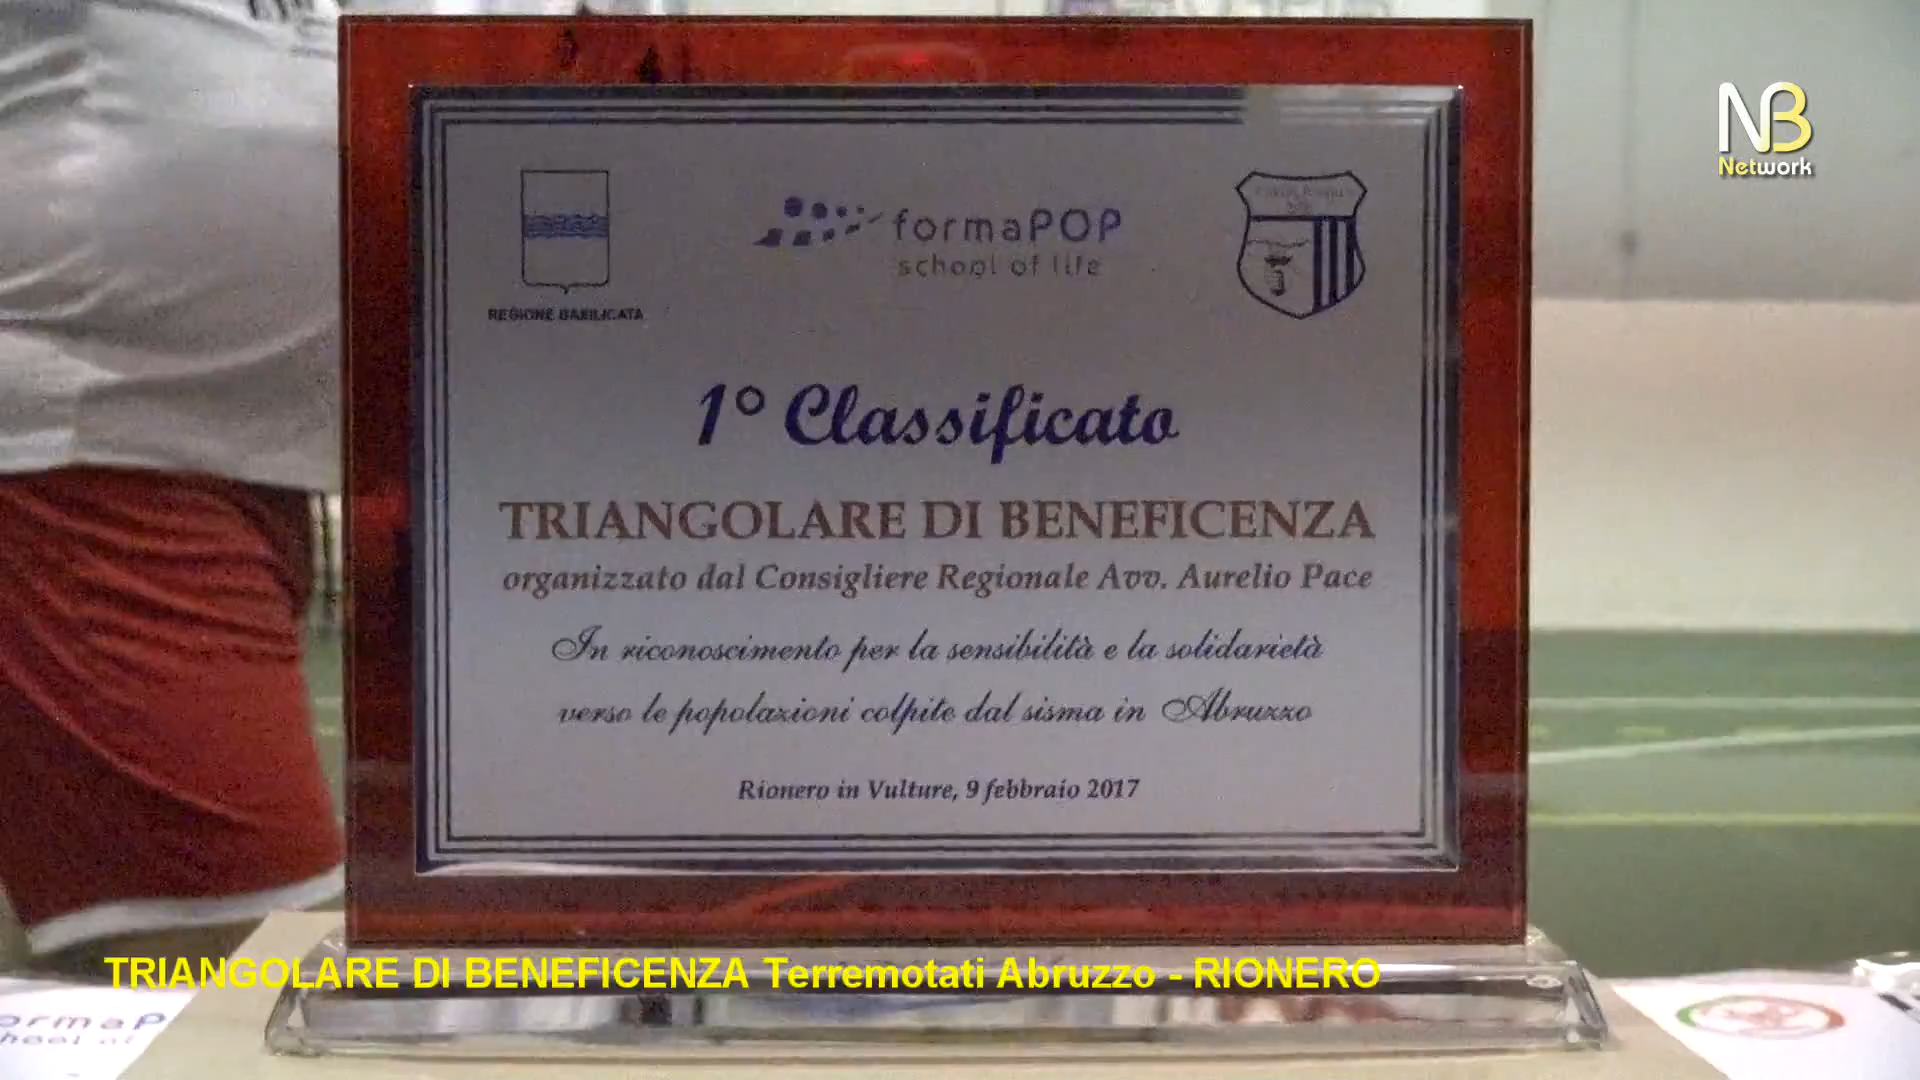 NB
Network
REGIONE BASILICATA
formaPOP
school of life
1° Classificato
TRIANGOLARE DI BENEFICENZA
organizzato dal Consigliere Regionale Avv. Aurelio Pace
In riconoscimento per la sensibilità e la solidarietà
verso le popolazioni colpite dal sisma in Abruzzo
Rionero in Vulture, 9 febbraio 2017
TRIANGOLARE DI BENEFICENZA Terremotati Abruzzo - RIONERO